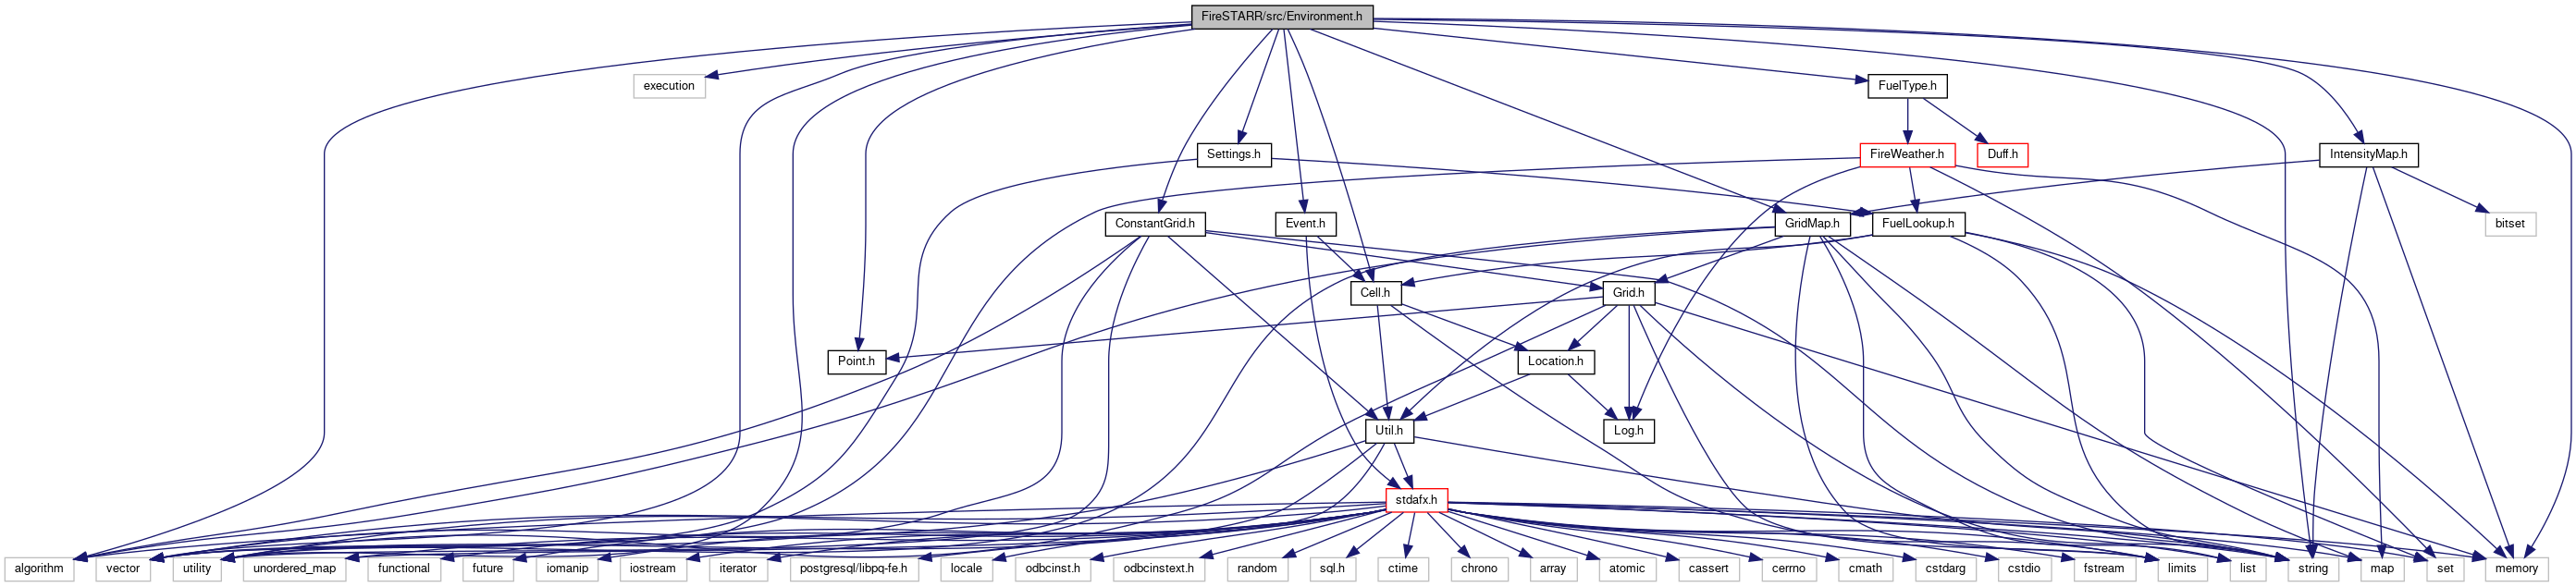 FireSTARR/src/Environment.h
execution
FuelType.h
Settings.h
FireWeather.h
Duff.h
IntensityMap.h
ConstantGrid.h
Event.h
GridMap.h
FuelLookup.h
bitset
Cell.h
Grid.h
Point.h
Location.h
Util.h
Log.h
stdafx.h
algorithm
vector
utility
unordered_map
functional
future
iomanip
iostream
iterator
postgresql/libpq-fe.h
locale
odbcinst.h
odbcinstext.h
random
sql.h
ctime
chrono
array
atomic
cassert
cerrno
cmath
cstdarg
cstdio
fstream
limits
list
string
map
set
memory